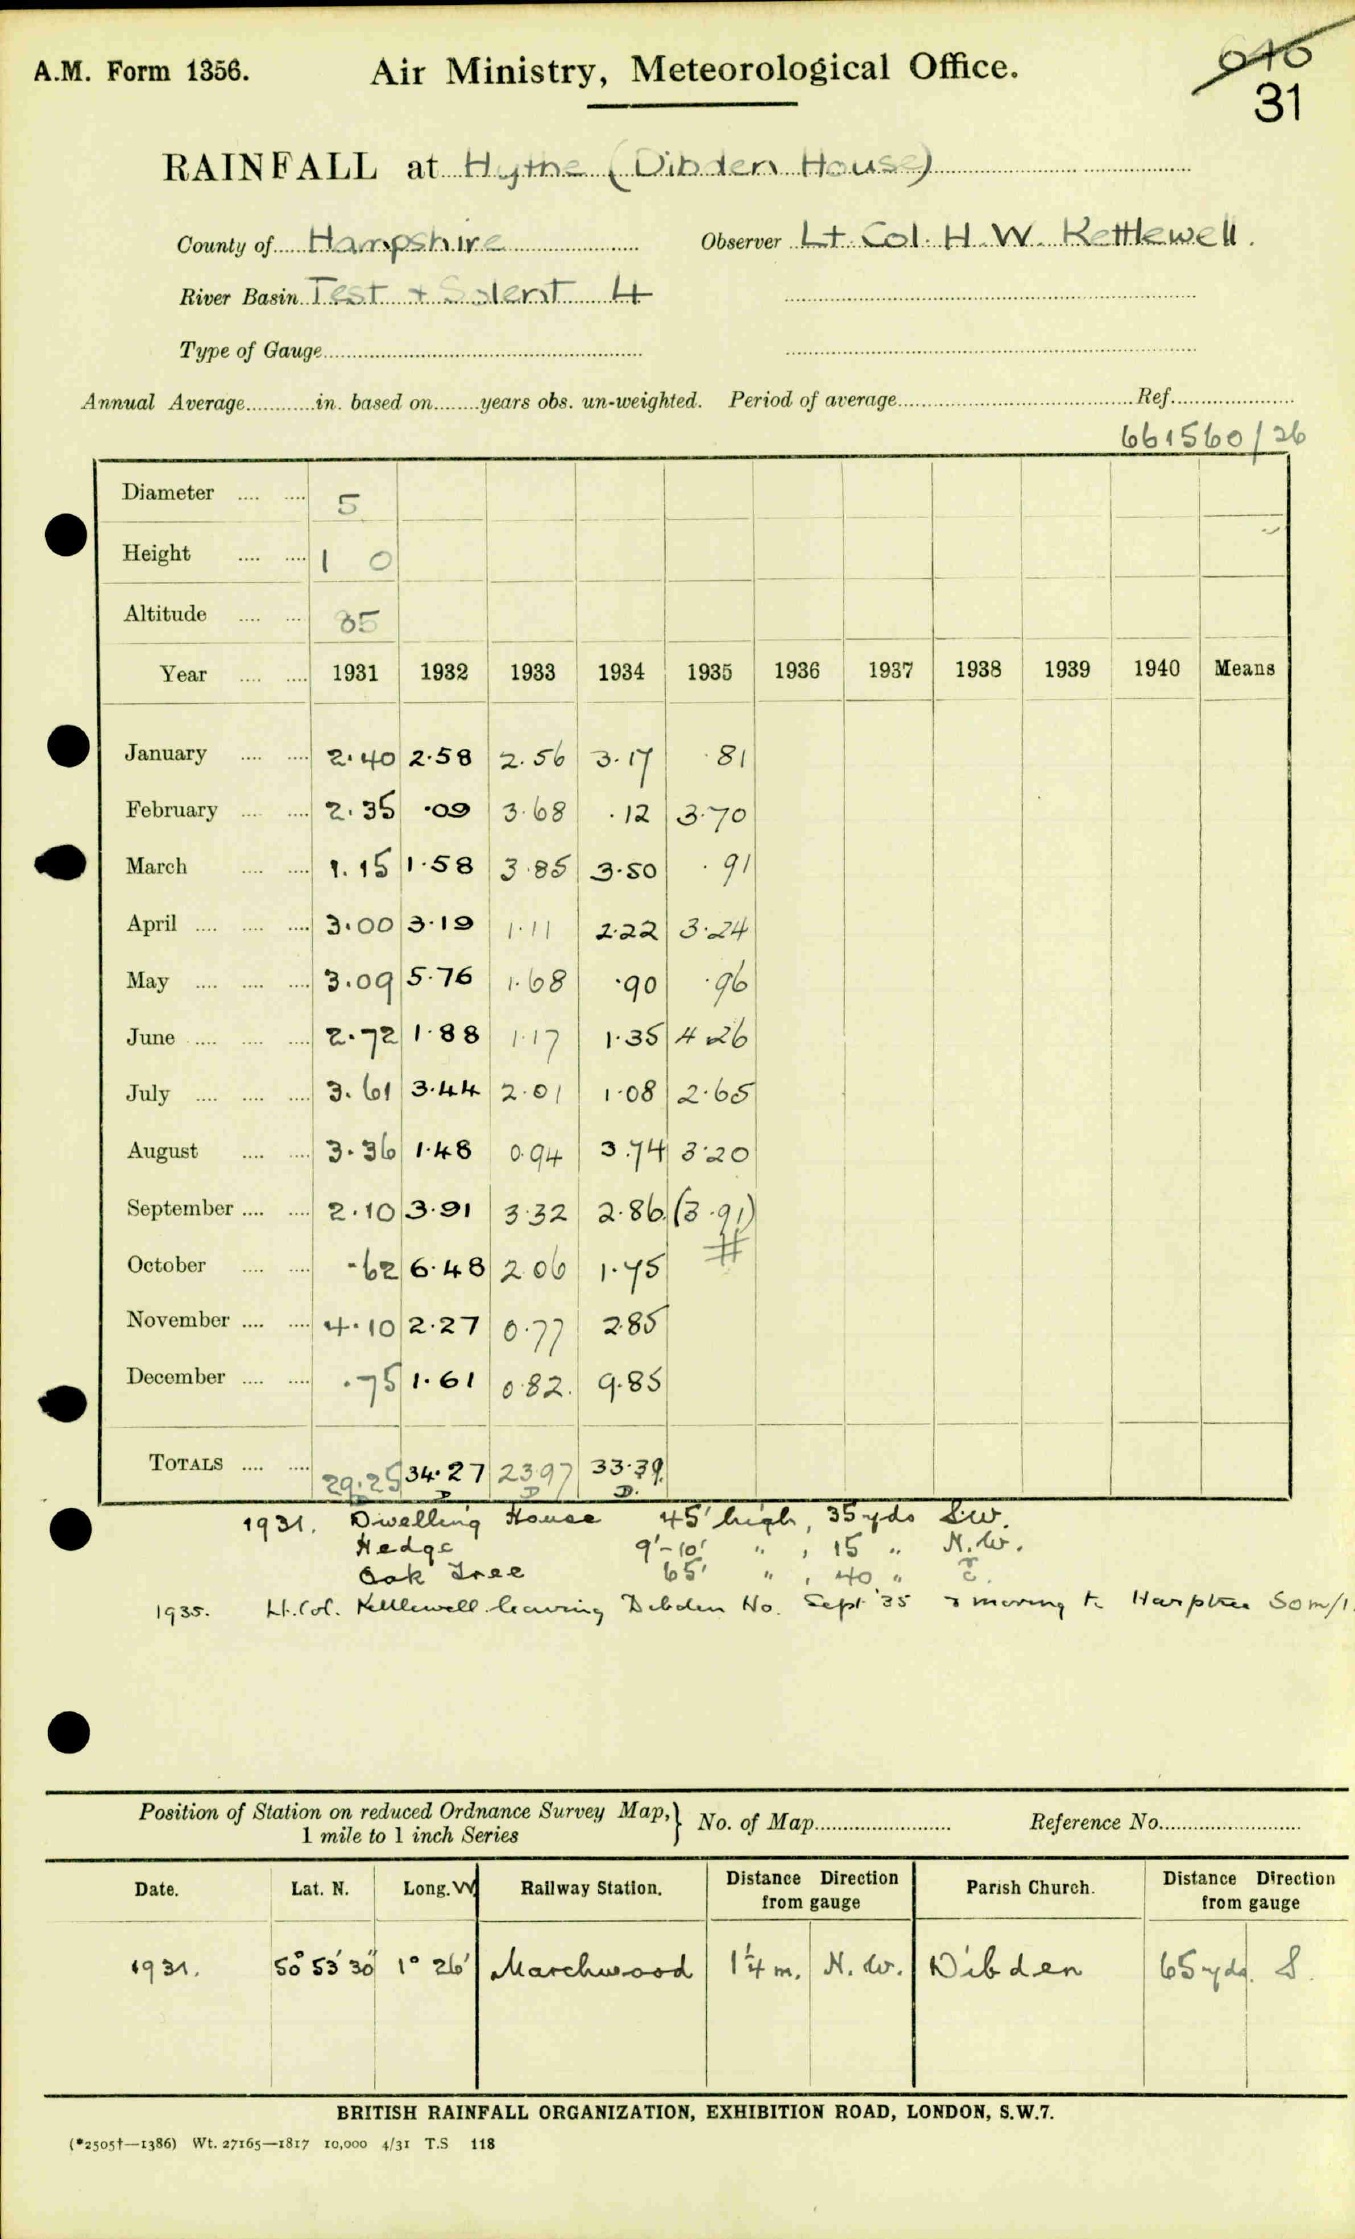 A.M. Form 1356. Air Ministry, Meteorological Office.
31
RAINFALL at Hythe (Dibden House)
County of Hampshire Observer Lt. Col. H. W. Kettlewell.
River Basin Test + Solent 4
Type of Gauge
Annual Average in. based on years obs. un-weighted. Period of average Ref.
661560/26
Diameter 5
Height 1 0
Altitude 85
Year 1931 1932 1933 1934 1935 1936 1937 1938 1939 1940 Means
January 2.40 2.58 2.56 3.17 .81
February 2.35 .09 3.68 .12 3.70
March 1.15 1.58 3.85 3.50 .91
April 3.00 3.19 1.11 2.22 3.24
May 3.09 5.76 1.68 .90 .96
June 2.72 1.88 1.17 1.35 4 26
July 3.61 3.44 2.01 1.08 2.65
August 3.36 1.48 0.94 3.74 3.20
September 2.10 3.91 3.32 2.86 (3.91)
October .62 6.48 2 06 1.75 #
November 4.10 2.27 0.77 2.85
December .75 1.61 0.82. 9.85
TOTALS 29.25 34.27 23.97 33.39
D D D.
1931. Dwelling House 45' high, 35 yds S.W.
Hedge 9'-10' " , 15 " N.W.
Oak Tree 65' " , 40 "
1935. Lt. Col. Kettlewell leaving Dibden Ho. Sept '35 & moving to Harptree Som/1.
Position of Station on reduced Ordnance Survey Map,} No. of Map Reference No.
1 mile to 1 inch Series
Date. Lat. N. Long. W Railway Station. Distance Direction from gauge Parish Church. Distance Direction from gauge
1931. 50° 53' 30" 1° 26' Marchwood 1¼ m. N.W. Dibden 65 yds. S.
BRITISH RAINFALL ORGANIZATION, EXHIBITION ROAD, LONDON, S.W.7.
(*2505†—1386) Wt. 27165—1817 10,000 4/31 T.S 118